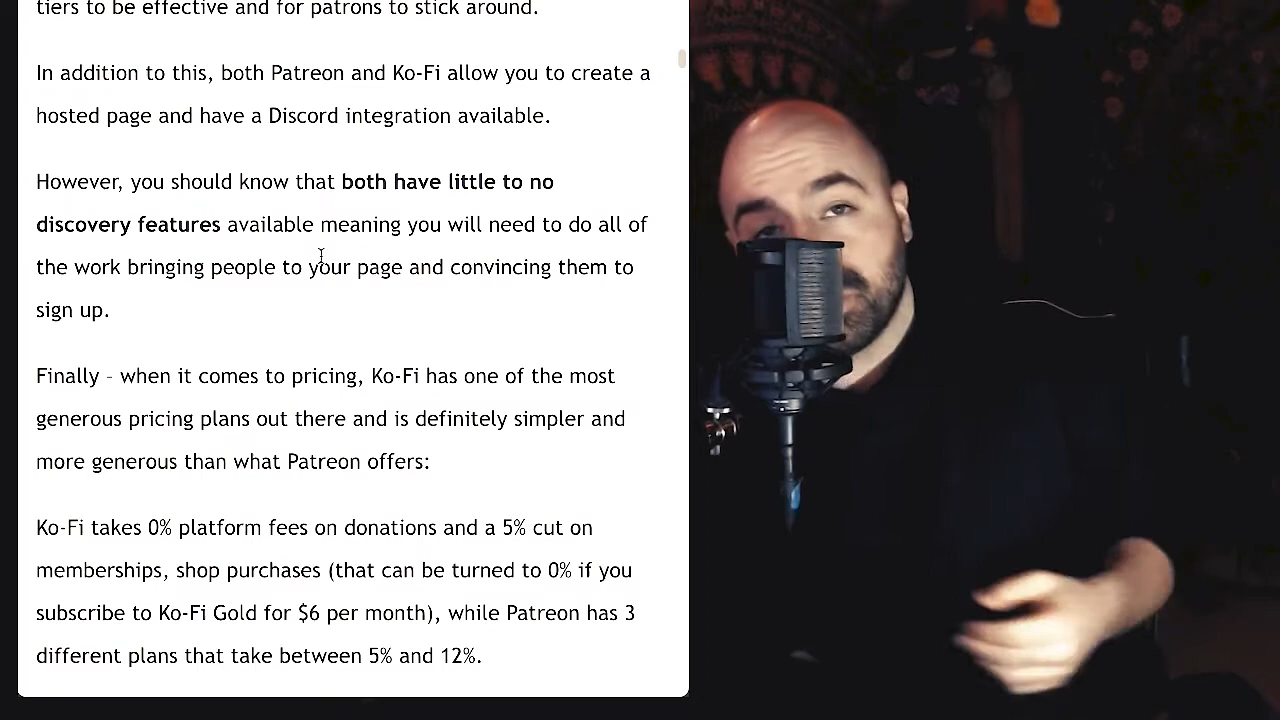 tiers to be effective and for patrons to stick around.
In addition to this, both Patreon and Ko-Fi allow you to create a
hosted page and have a Discord integration available.
However, you should know that both have little to no
discovery features available meaning you will need to do all of
the work bringing people to your page and convincing them to
sign up.
Finally – when it comes to pricing, Ko-Fi has one of the most
generous pricing plans out there and is definitely simpler and
more generous than what Patreon offers:
Ko-Fi takes 0% platform fees on donations and a 5% cut on
memberships, shop purchases (that can be turned to 0% if you
subscribe to Ko-Fi Gold for $6 per month), while Patreon has 3
different plans that take between 5% and 12%.